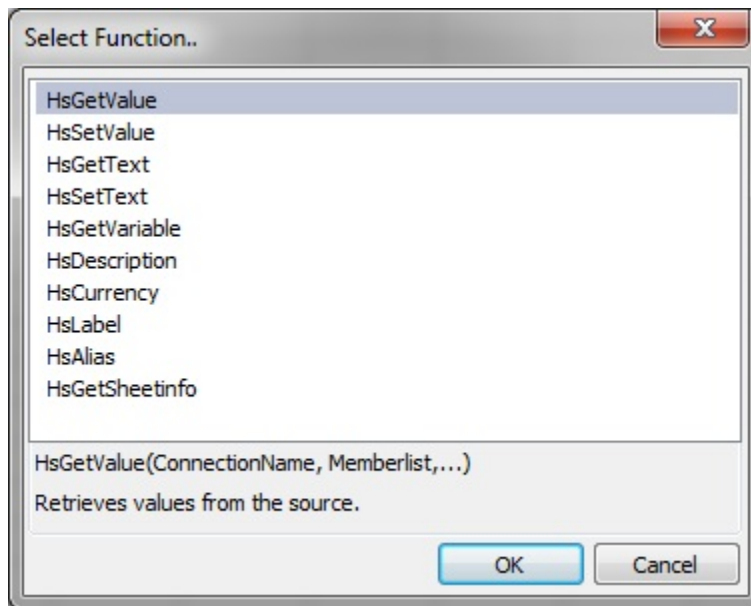 Select Function..
HsGetValue
HsSetValue
HsGetText
HsSetText
HsGetVariable
HsDescription
HsCurrency
HsLabel
HsAlias
HsGetSheetinfo
HsGetValue(ConnectionName, Memberlist,...)
Retrieves values from the source.
OK Cancel